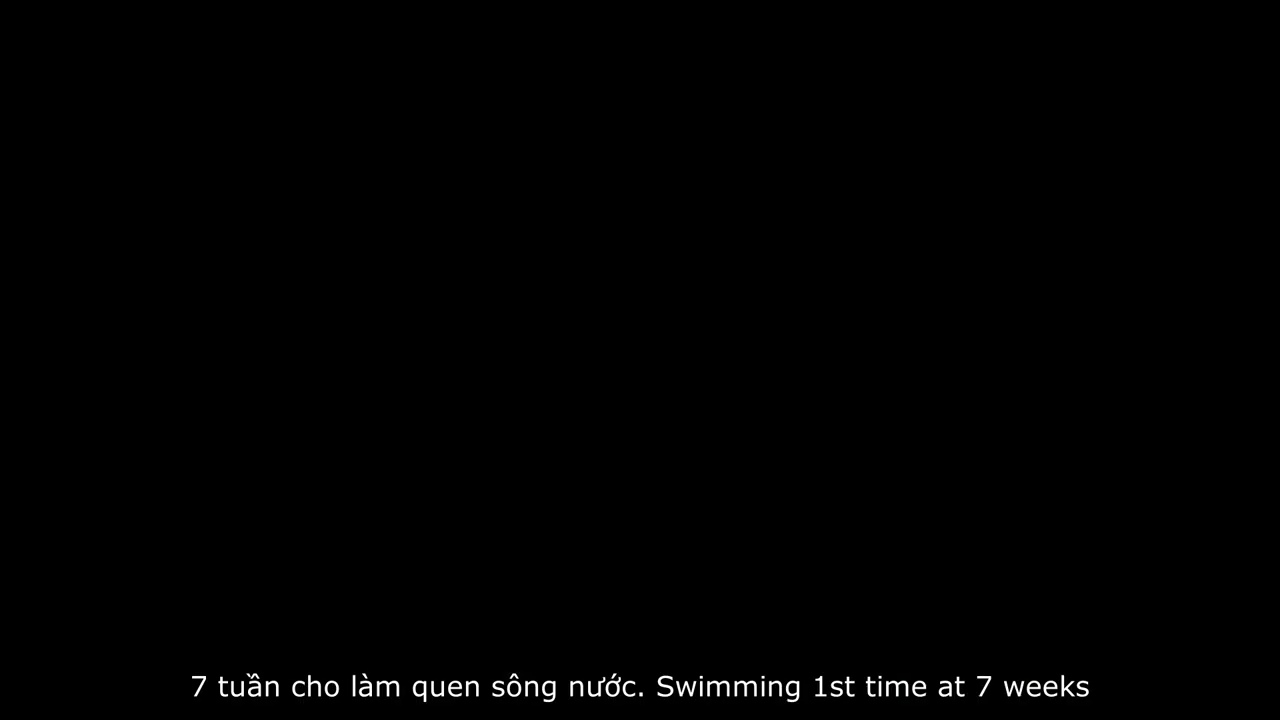 7 tuần cho làm quen sông nước. Swimming 1st time at 7 weeks